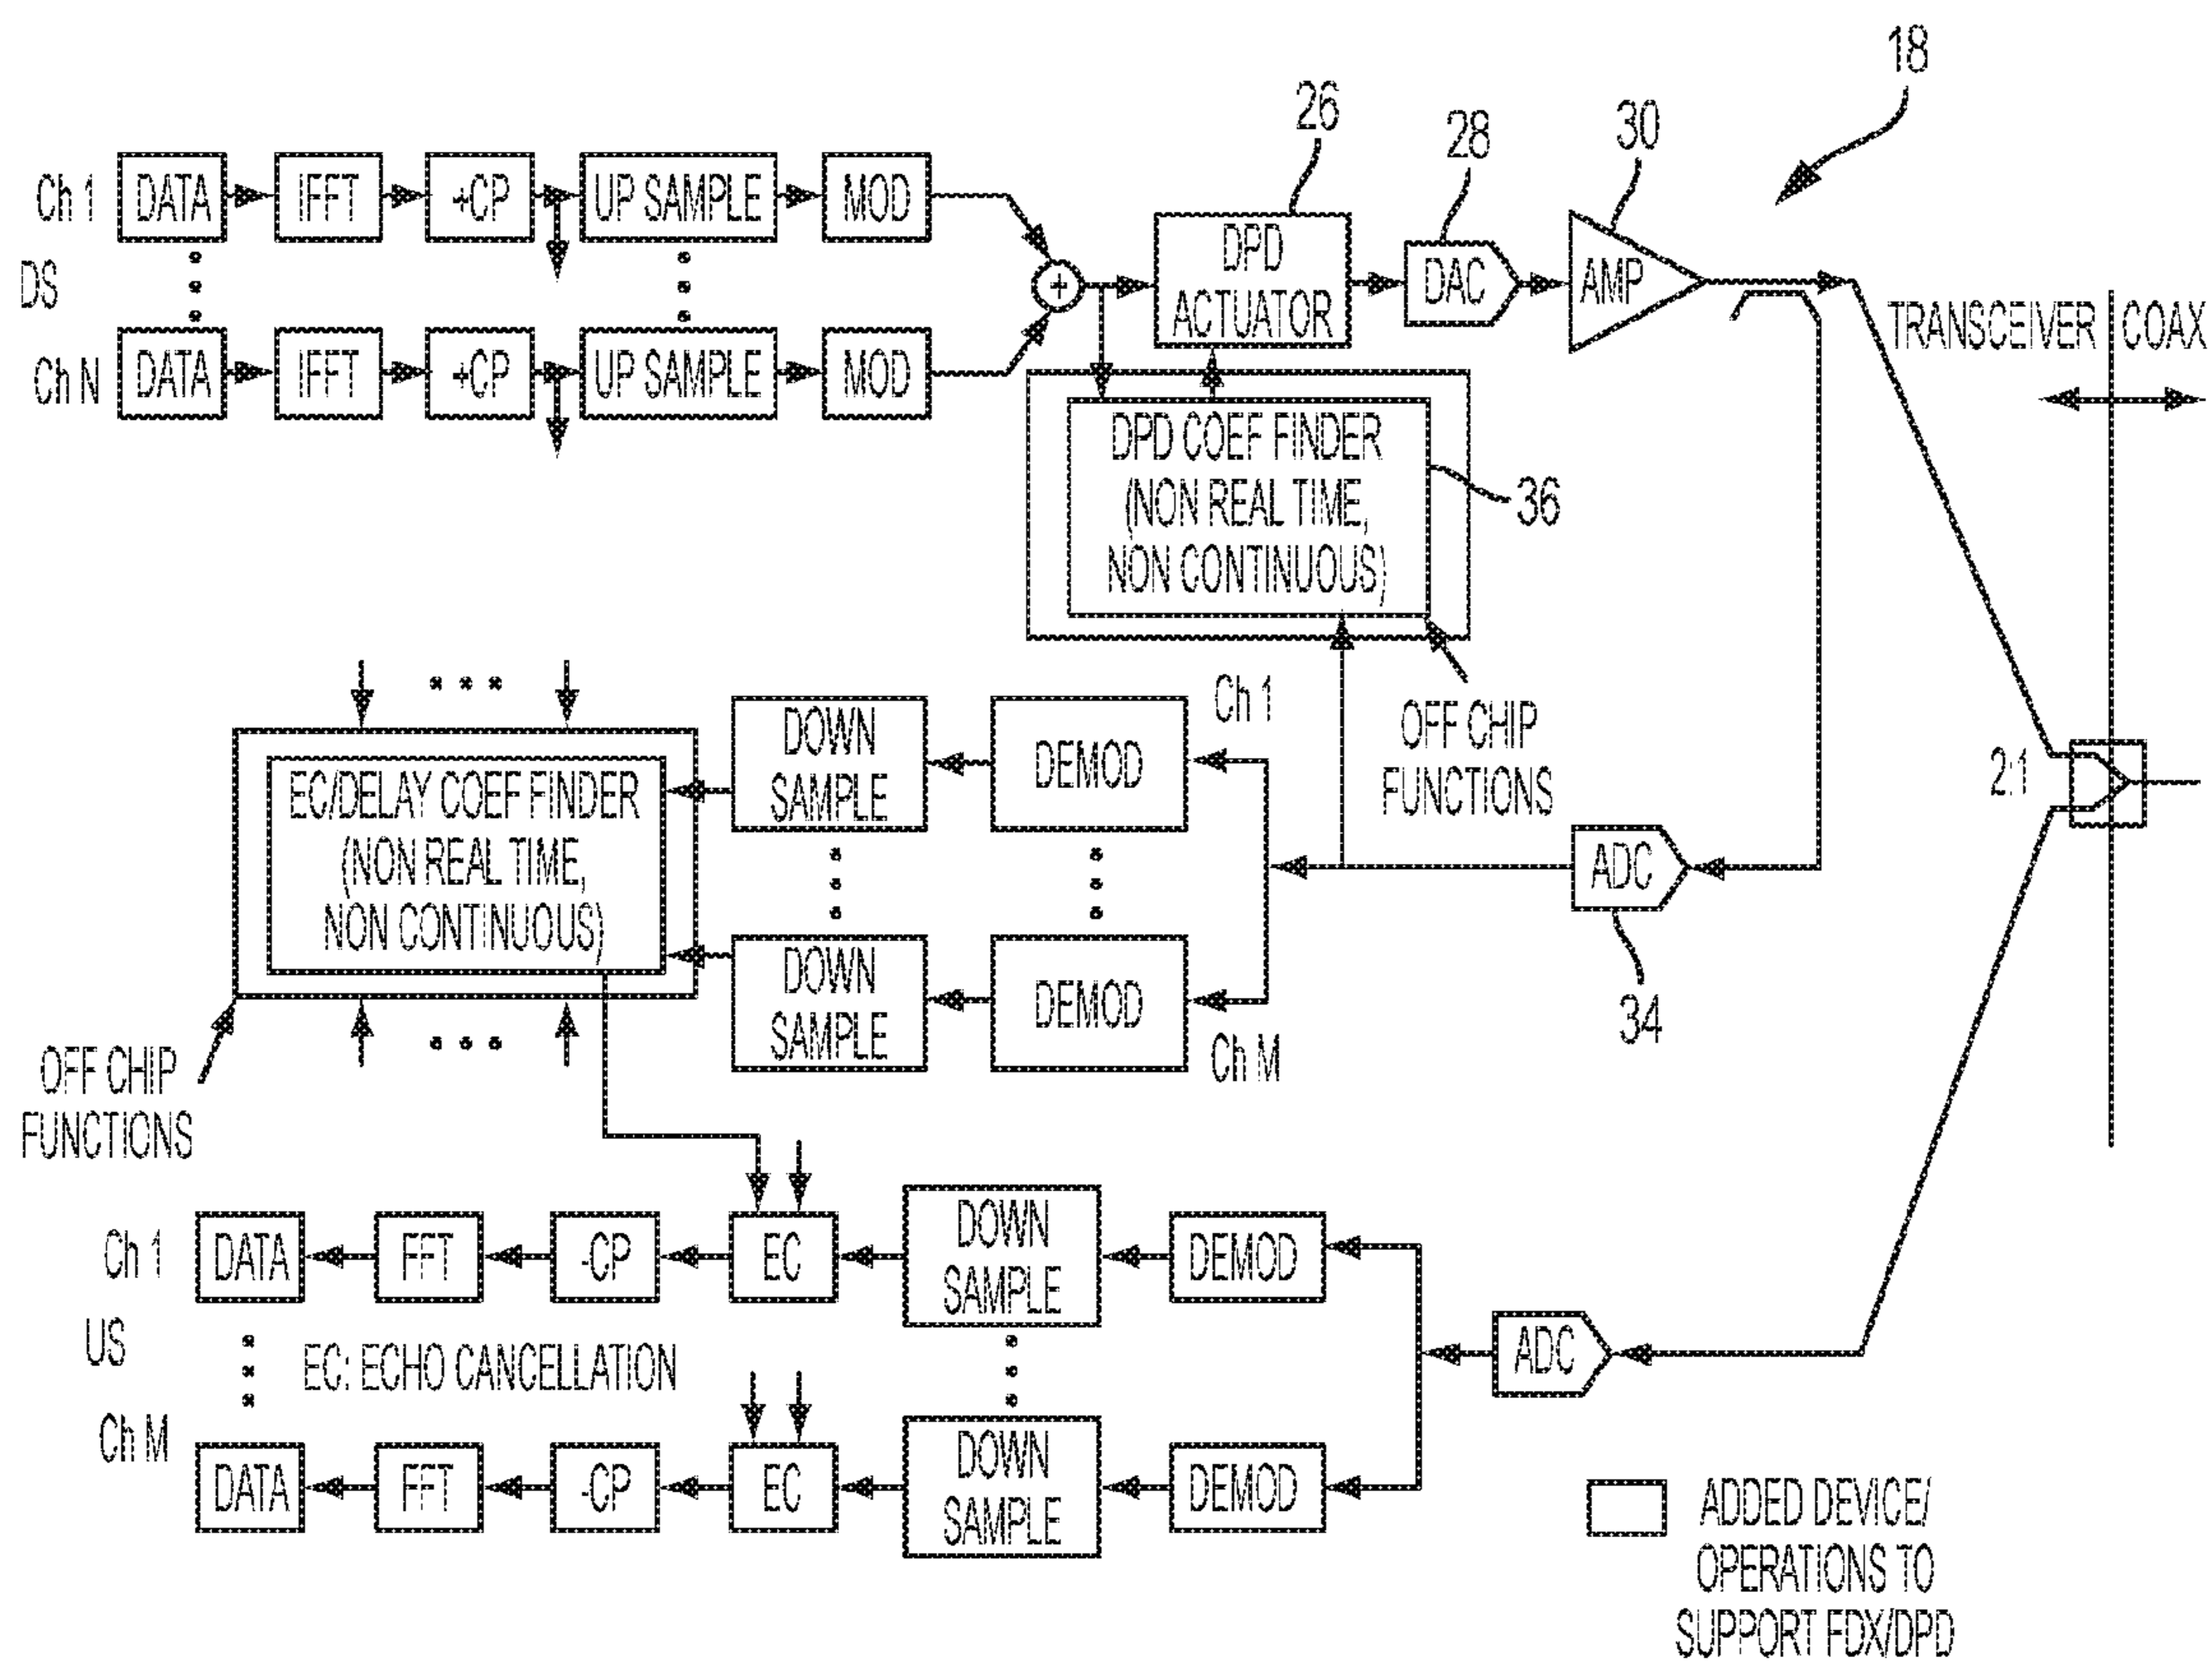 18
26
28
30
Ch 1
DATA
IFFT
+CP
UP SAMPLE
MOD
DS
+
DPD
ACTUATOR
DAC
AMP
TRANSCEIVER
COAX
Ch N
DATA
IFFT
+CP
UP SAMPLE
MOD
DPD COEF FINDER
(NON REAL TIME,
NON CONTINUOUS)
36
OFF CHIP
FUNCTIONS
2:1
Ch 1
EC/DELAY COEF FINDER
(NON REAL TIME,
NON CONTINUOUS)
DOWN
SAMPLE
DEMOD
ADC
34
DOWN
SAMPLE
DEMOD
Ch M
OFF CHIP
FUNCTIONS
Ch 1
DATA
FFT
-CP
EC
DOWN
SAMPLE
DEMOD
US
EC: ECHO CANCELLATION
ADC
Ch M
DATA
FFT
-CP
EC
DOWN
SAMPLE
DEMOD
ADDED DEVICE/
OPERATIONS TO
SUPPORT FDX/DPD